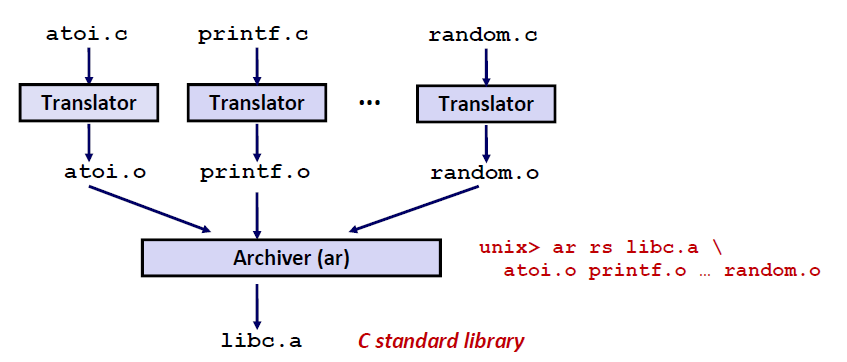 atoi.c printf.c random.c
Translator Translator ... Translator
atoi.o printf.o random.o
Archiver (ar)
unix> ar rs libc.a \
atoi.o printf.o … random.o
libc.a C standard library